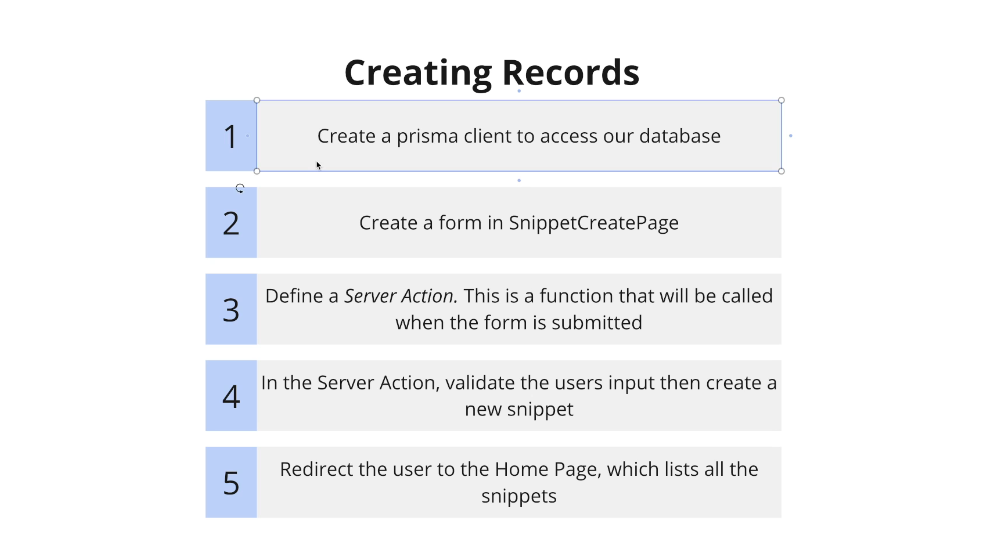 Creating Records
1
Create a prisma client to access our database
2
Create a form in SnippetCreatePage
3
Define a Server Action. This is a function that will be called
when the form is submitted
4
In the Server Action, validate the users input then create a
new snippet
5
Redirect the user to the Home Page, which lists all the
snippets